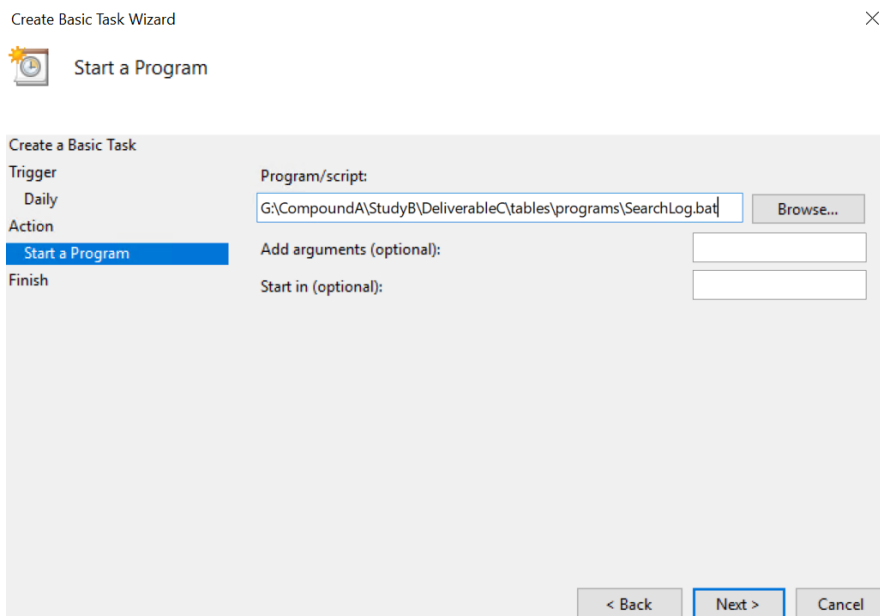 Create Basic Task Wizard
Start a Program
Create a Basic Task
Trigger
Daily
Action
Start a Program
Finish
Program/script:
G:\CompoundA\StudyB\DeliverableC\tables\programs\SearchLog.bat
Browse...
Add arguments (optional):
Start in (optional):
< Back
Next >
Cancel